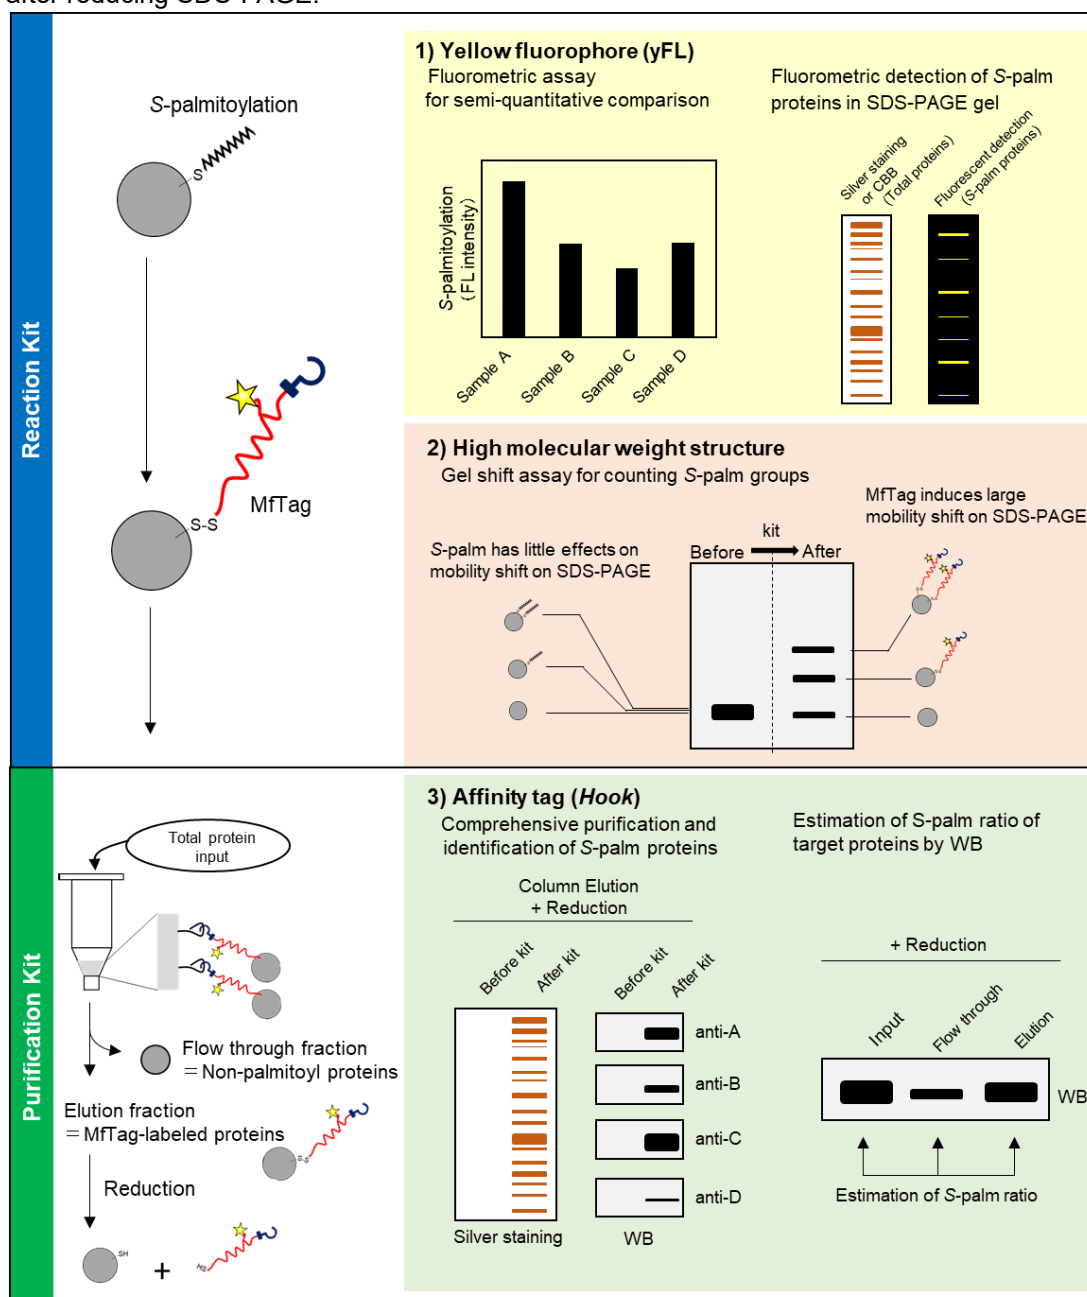 after reducing SDS-PAGE.
Reaction Kit
S-palmitoylation
S
S-S
MfTag
1) Yellow fluorophore (yFL)
Fluorometric assay
for semi-quantitative comparison
S-palmitoylation
(FL intensity)
Sample A
Sample B
Sample C
Sample D
Fluorometric detection of S-palm
proteins in SDS-PAGE gel
Silver staining
or CBB
(Total proteins)
Fluorescent detection
(S-palm proteins)
2) High molecular weight structure
Gel shift assay for counting S-palm groups
S-palm has little effects on
mobility shift on SDS-PAGE
kit
Before
After
MfTag induces large
mobility shift on SDS-PAGE
S-S
S-S
S-S
Purification Kit
Total protein
input
Flow through fraction
= Non-palmitoyl proteins
Elution fraction
= MfTag-labeled proteins
S-S
Reduction
SH
+
HS
3) Affinity tag (Hook)
Comprehensive purification and
identification of S-palm proteins
Column Elution
+ Reduction
Before kit
After kit
Before kit
After kit
anti-A
anti-B
anti-C
anti-D
Silver staining
WB
Estimation of S-palm ratio of
target proteins by WB
+ Reduction
Input
Flow through
Elution
WB
Estimation of S-palm ratio